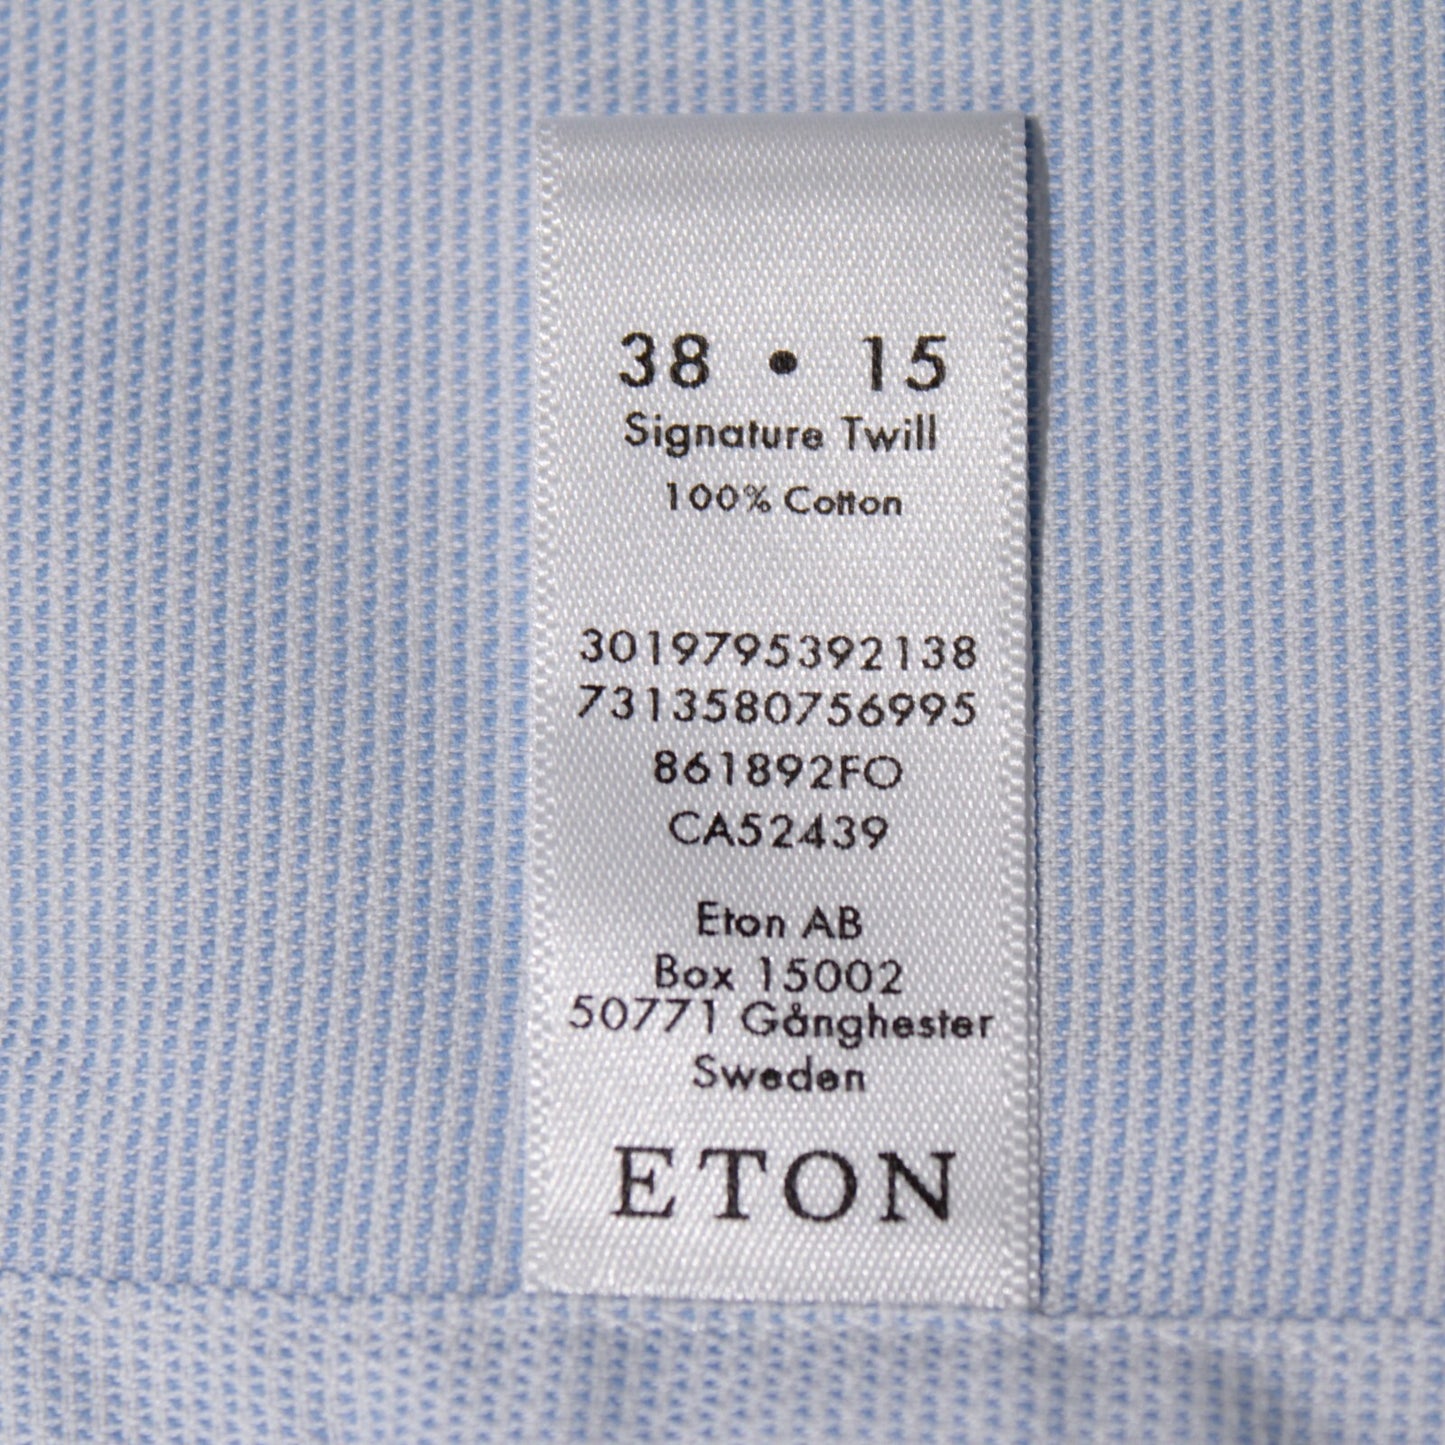 38 • 15
Signature Twill
100% Cotton
3019795392138
7313580756995
861892FO
CA52439
Eton AB
Box 15002
50771 Gånghester
Sweden
ETON